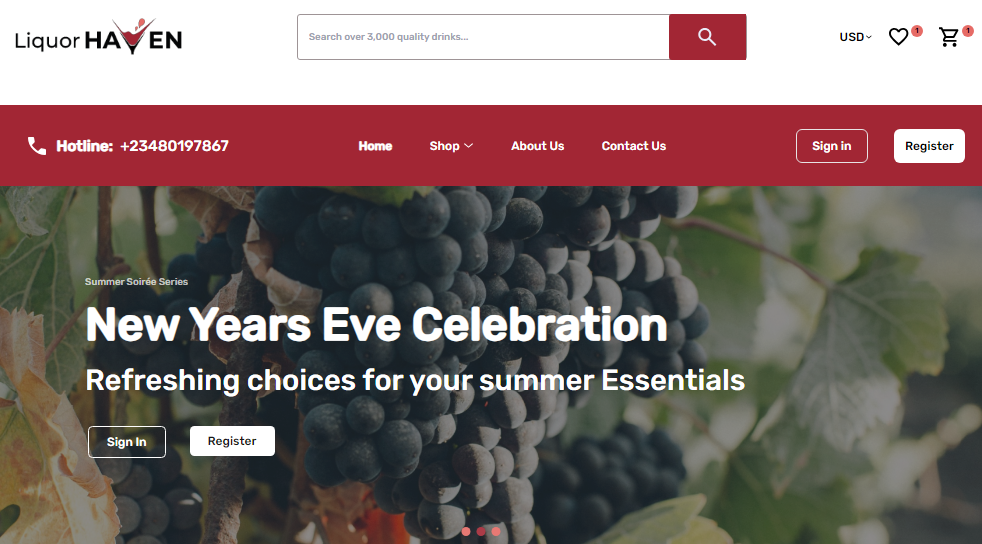 Liquor HAVEN
Search over 3,000 quality drinks...
USD
1
1
Hotline: +23480197867
Home
Shop
About Us
Contact Us
Sign in
Register
Summer Soirée Series
New Years Eve Celebration
Refreshing choices for your summer Essentials
Sign In
Register